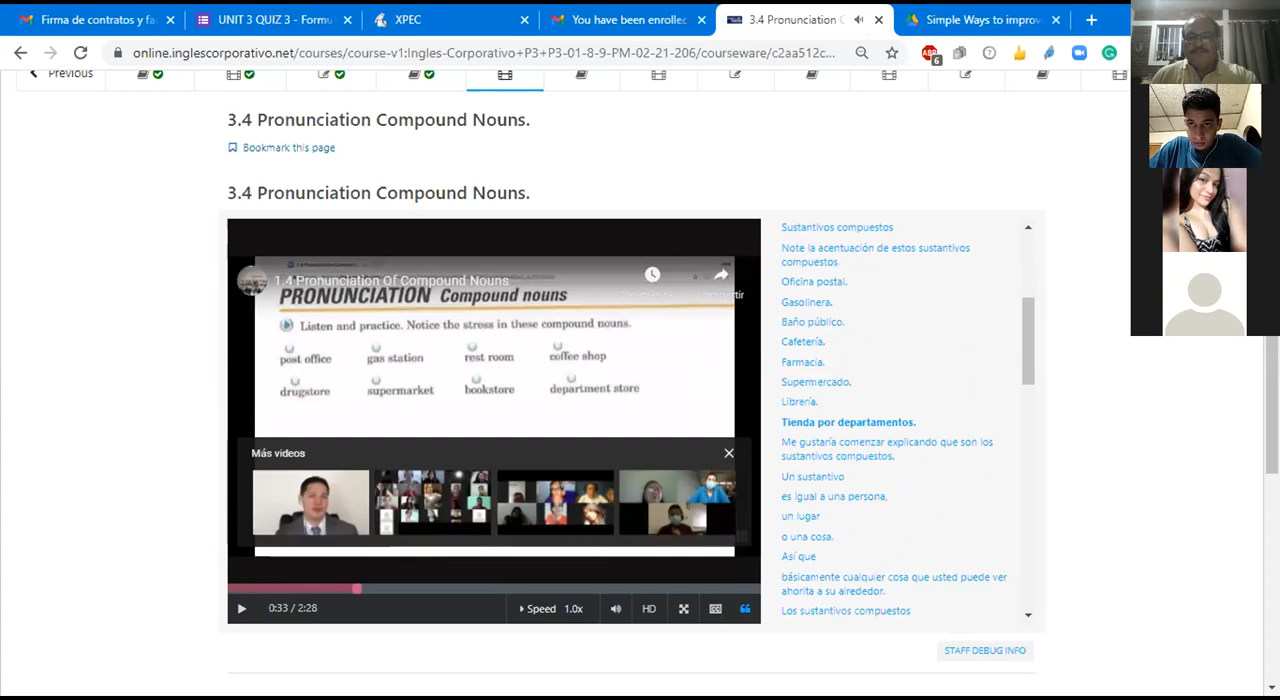 Firma de contratos y fa
UNIT 3 QUIZ 3 - Formu
XPEC
You have been enrolle
3.4 Pronunciation C
Simple Ways to improv
online.inglescorporativo.net/courses/course-v1:Ingles-Corporativo+P3+P3-01-8-9-PM-02-21-206/courseware/c2aa512c...
ABP
6
Previous
3.4 Pronunciation Compound Nouns.
Bookmark this page
3.4 Pronunciation Compound Nouns.
1.4 Pronunciation Of Compound Nouns
PRONUNCIATION Compound nouns
Listen and practice. Notice the stress in these compound nouns.
post office gas station rest room coffee shop
drugstore supermarket bookstore department store
Más videos
0:33 / 2:28
Speed 1.0x
HD
Sustantivos compuestos
Note la acentuación de estos sustantivos
compuestos
Oficina postal.
Gasolinera.
Baño público.
Cafetería.
Farmacia.
Supermercado.
Librería.
Tienda por departamentos.
Me gustaría comenzar explicando que son los
sustantivos compuestos.
Un sustantivo
es igual a una persona,
un lugar
o una cosa.
Así que
básicamente cualquier cosa que usted puede ver
ahorita a su alrededor.
Los sustantivos compuestos
STAFF DEBUG INFO